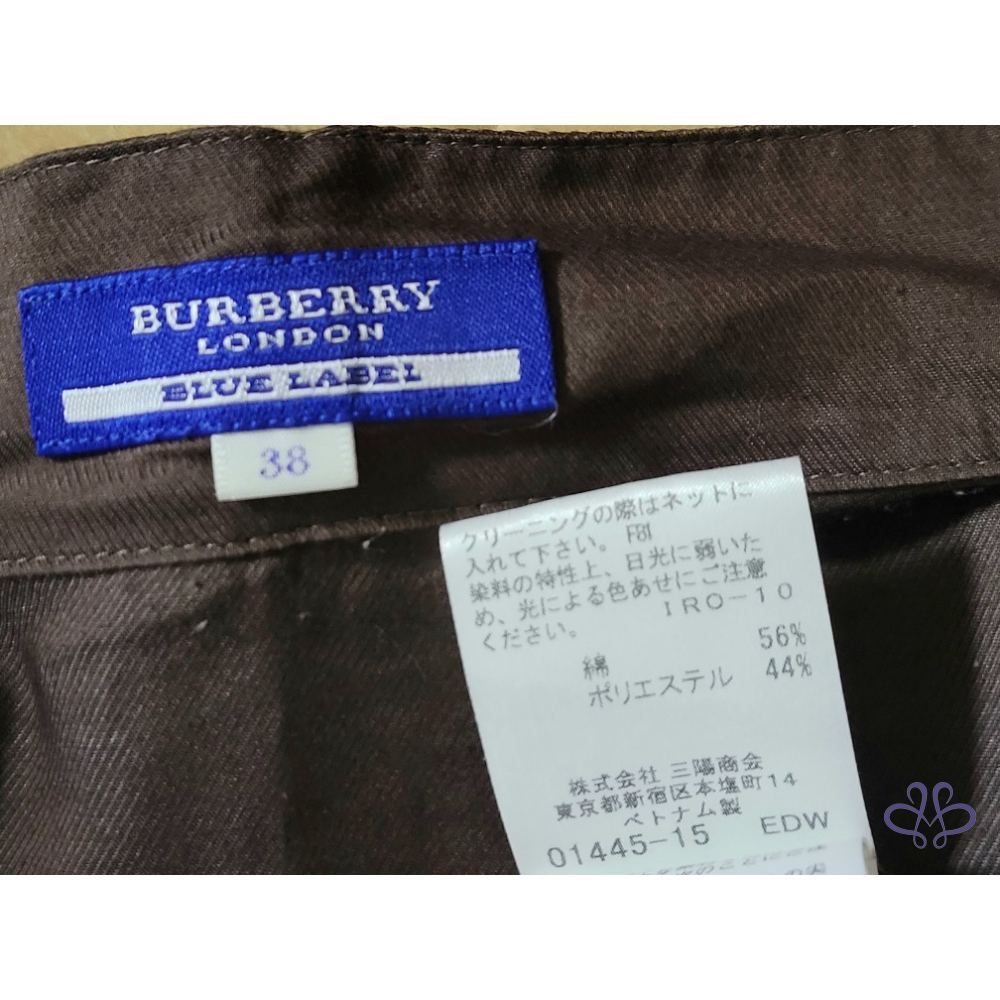 BURBERRY
LONDON
BLUE LABEL
38
クリーニングの際はネットに
入れて下さい。 F81
染料の特性上、日光に弱いた
め、光による色あせにご注意
ください。 IRO-10
綿 56%
ポリエステル 44%
株式会社 三陽商会
東京都新宿区本塩町14
ベトナム製
01445-15 EDW